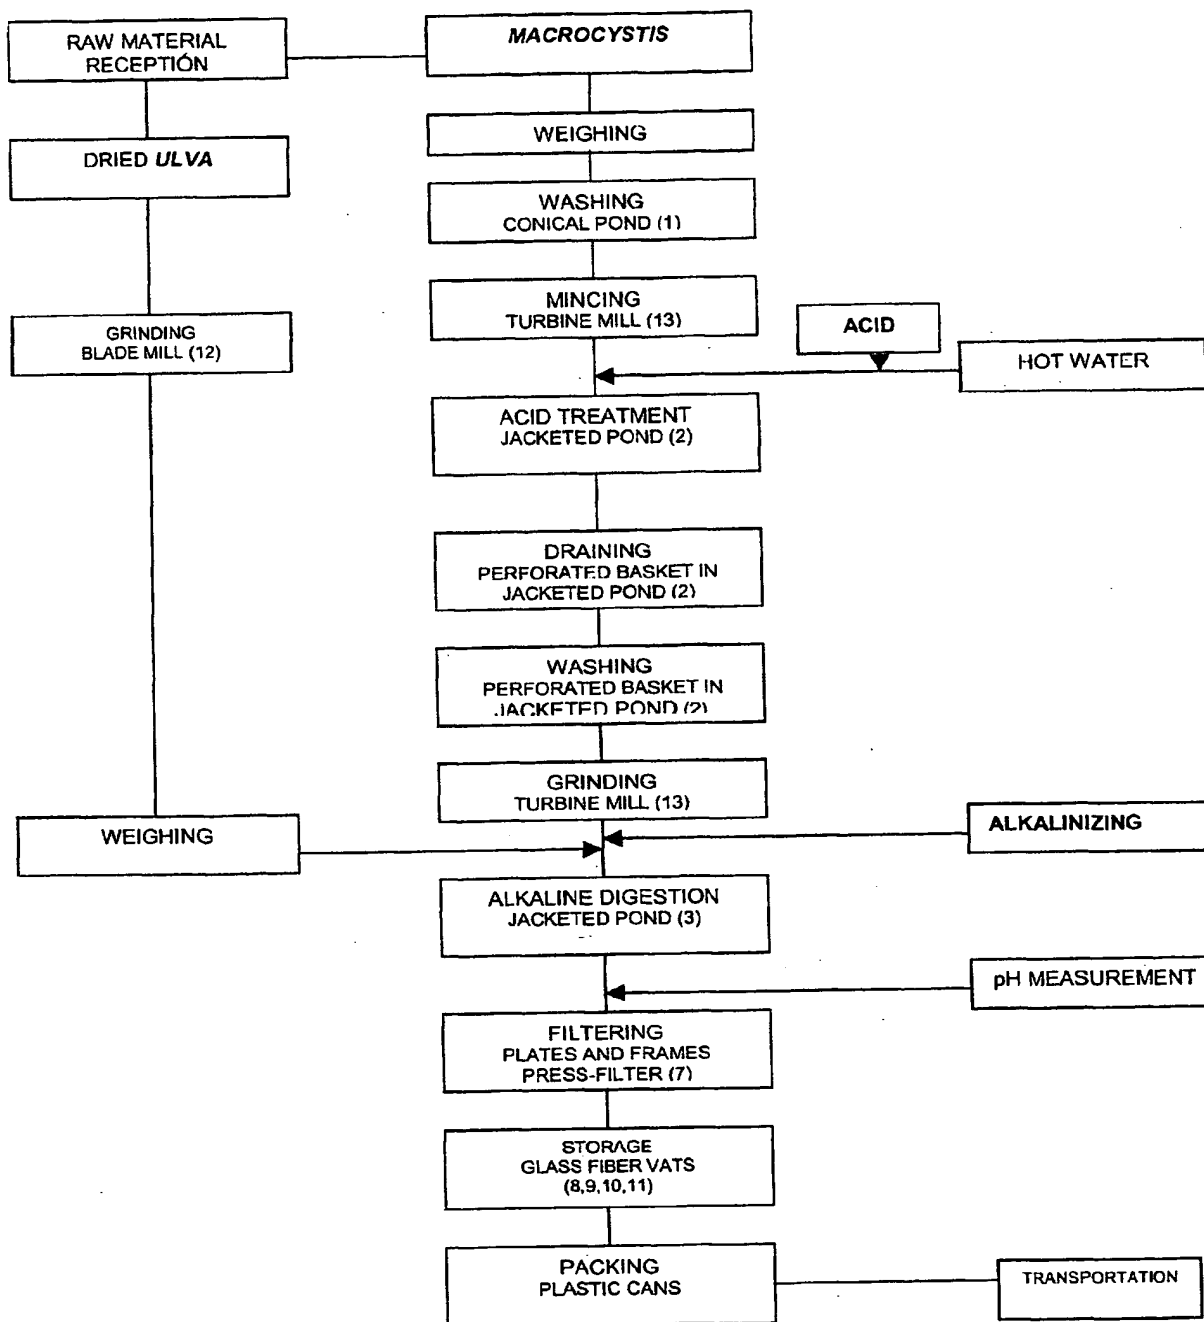 RAW MATERIAL
RECEPTIÓN
MACROCYSTIS
WEIGHING
DRIED ULVA
WASHING
CONICAL POND (1)
MINCING
TURBINE MILL (13)
ACID
GRINDING
BLADE MILL (12)
HOT WATER
ACID TREATMENT
JACKETED POND (2)
DRAINING
PERFORATED BASKET IN
JACKETED POND (2)
WASHING
PERFORATED BASKET IN
JACKETED POND (2)
GRINDING
TURBINE MILL (13)
WEIGHING
ALKALINIZING
ALKALINE DIGESTION
JACKETED POND (3)
pH MEASUREMENT
FILTERING
PLATES AND FRAMES
PRESS-FILTER (7)
STORAGE
GLASS FIBER VATS
(8,9,10,11)
PACKING
PLASTIC CANS
TRANSPORTATION